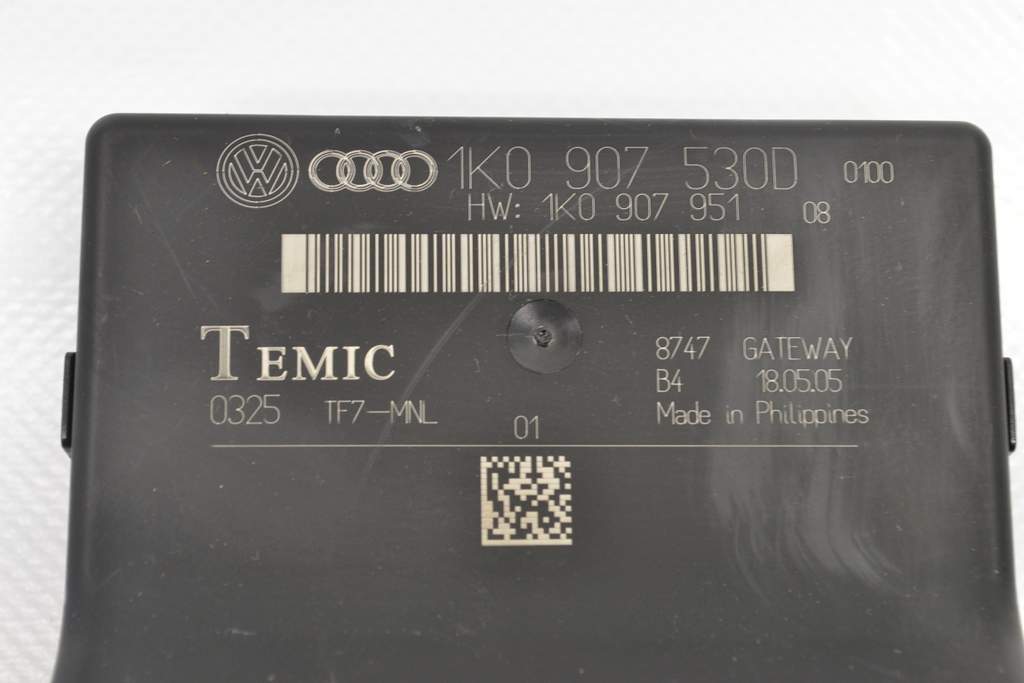 1K0 907 530D 0100
HW: 1K0 907 951 08
TEMIC
8747 GATEWAY
B4 18.05.05
0325 TF7-MNL
Made in Philippines
01